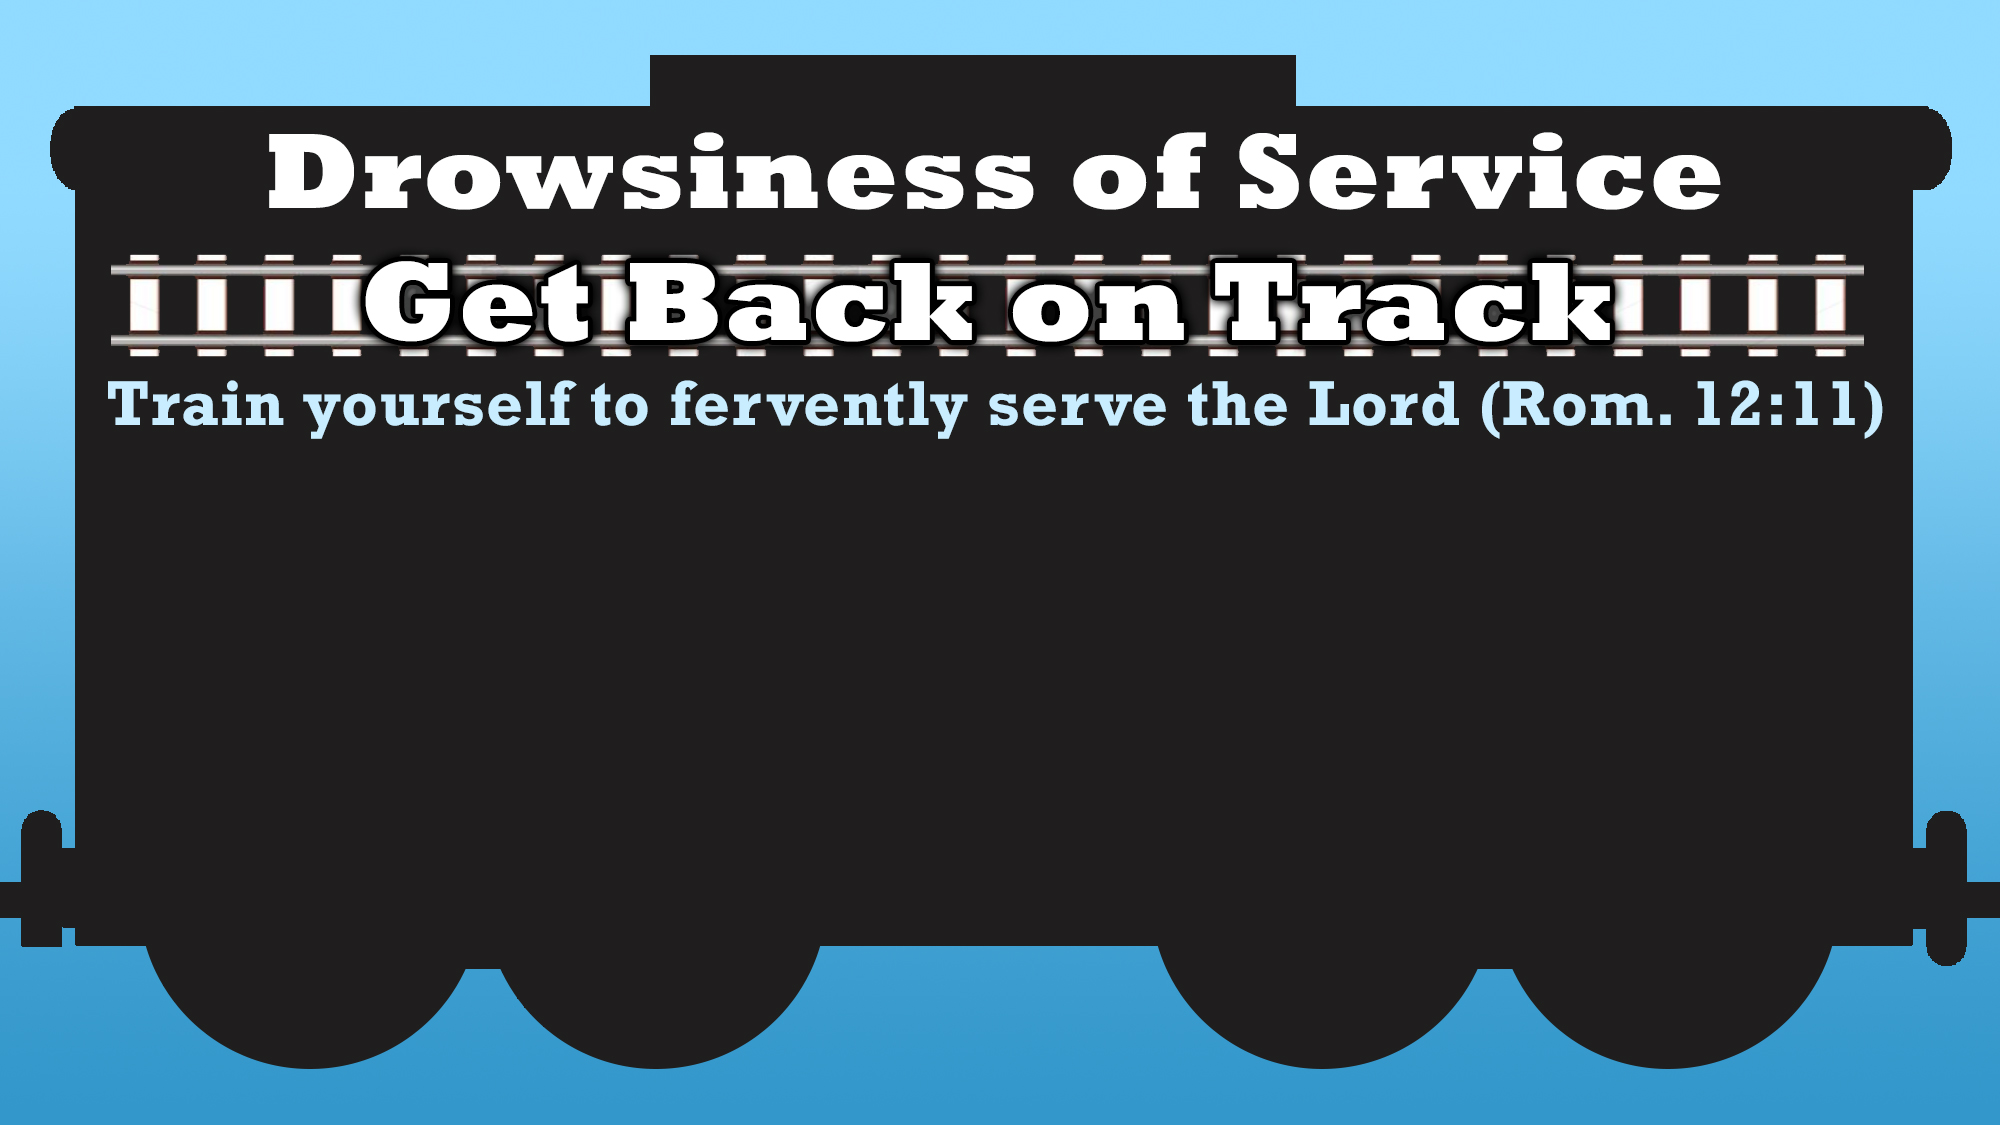 Drowsiness of Service
Get Back on Track
Train yourself to fervently serve the Lord (Rom. 12:11)